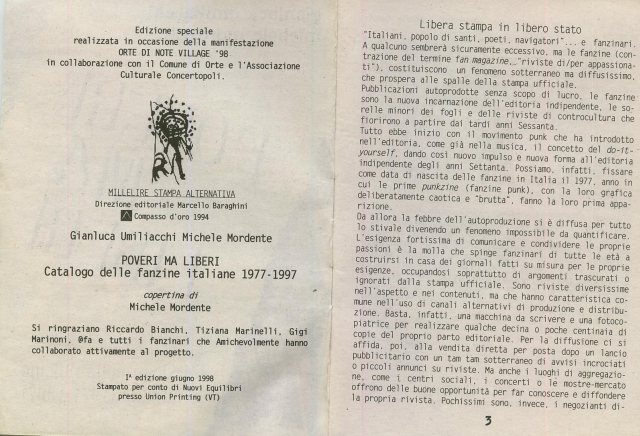 Edizione speciale
realizzata in occasione della manifestazione
ORTE DI NOTE VILLAGE '98
in collaborazione con il Comune di Orte e l'Associazione
Culturale Concertopoli.
MILLELIRE STAMPA ALTERNATIVA
Direzione editoriale Marcello Baraghini
Compasso d'oro 1994
Gianluca Umiliacchi Michele Mordente
POVERI MA LIBERI
Catalogo delle fanzine italiane 1977-1997
copertina di
Michele Mordente
Si ringraziano Riccardo Bianchi, Tiziana Marinelli, Gigi
Marinoni, @fa e tutti i fanzinari che Amichevolmente hanno
collaborato attivamente al progetto.
Iª edizione giugno 1998
Stampato per conto di Nuovi Equilibri
presso Union Printing (VT)
Libera stampa in libero stato
"Italiani, popolo di santi, poeti, navigatori"... e fanzinari.
A qualcuno sembrerà sicuramente eccessivo, ma le fanzine (con-
trazione del termine fan magazine, "riviste di/per appassiona-
ti"), costituiscono un fenomeno sotterraneo ma diffusissimo,
che prospera alle spalle della stampa ufficiale.
Pubblicazioni autoprodotte senza scopo di lucro, le fanzine
sono la nuova incarnazione dell'editoria indipendente, le so-
relle minori dei fogli e delle riviste di controcultura che
fiorirono a partire dai tardi anni Sessanta.
Tutto ebbe inizio con il movimento punk che ha introdotto
nell'editoria, come già nella musica, il concetto del do-it-
yourself, dando così nuovo impulso e nuova forma all'editoria
indipendente degli anni Settanta. Possiamo, infatti, fissare
come data di nascita delle fanzine in Italia il 1977, anno in
cui le prime punkzine (fanzine punk), con la loro grafica
deliberatamente caotica e "brutta", fanno la loro prima appa-
rizione.
Da allora la febbre dell'autoproduzione si è diffusa per tutto
lo stivale divenendo un fenomeno impossibile da quantificare.
L'esigenza fortissima di comunicare e condividere le proprie
passioni è la molla che spinge fanzinari di tutte le età a
costruirsi in casa dei giornali fatti su misura per le proprie
esigenze, occupandosi soprattutto di argomenti trascurati o
ignorati dalla stampa ufficiale. Sono riviste diversissime
nell'aspetto e nei contenuti, ma che hanno caratteristica co-
mune nell'uso di canali alternativi di produzione e distribu-
zione. Basta, infatti, una macchina da scrivere e una fotoco-
piatrice per realizzare qualche decina o poche centinaia di
copie del proprio parto editoriale. Per la diffusione ci si
affida, poi, alla vendita diretta per posta dopo un lancio
pubblicitario con un tam tam sotterraneo di avvisi incrociati
o piccoli annunci su riviste. Ma anche i luoghi di aggregazio-
ne, come i centri sociali, i concerti o le mostre-mercato
offrono delle buone opportunità per far conoscere e diffondere
la propria rivista. Pochissimi sono, invece, i negozianti di-
3